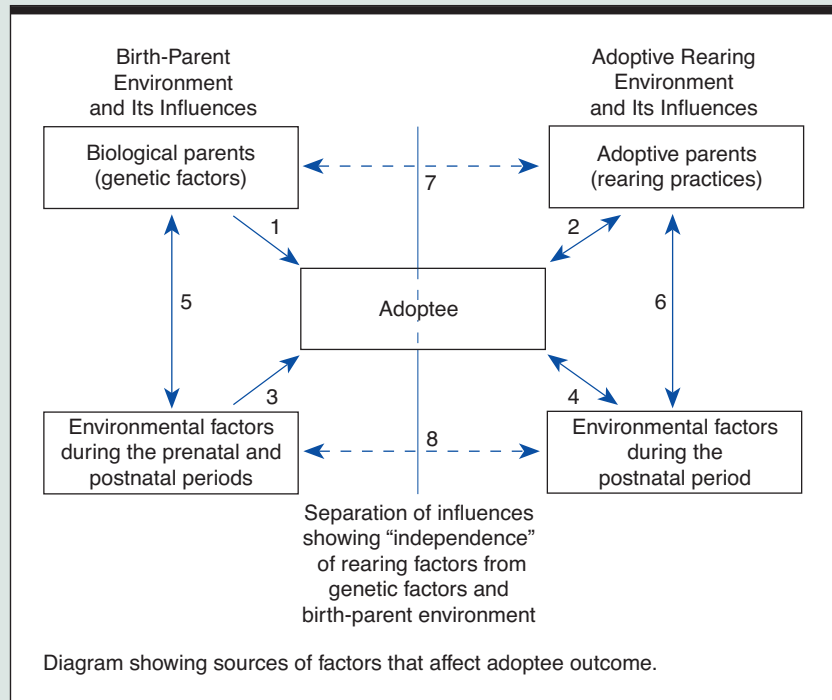 Birth-Parent
Environment
and Its Influences
Adoptive Rearing
Environment
and Its Influences
Biological parents
(genetic factors)
7
Adoptive parents
(rearing practices)
1
2
5
Adoptee
6
3
4
Environmental factors
during the prenatal and
postnatal periods
8
Environmental factors
during the
postnatal period
Separation of influences
showing “independence”
of rearing factors from
genetic factors and
birth-parent environment
Diagram showing sources of factors that affect adoptee outcome.